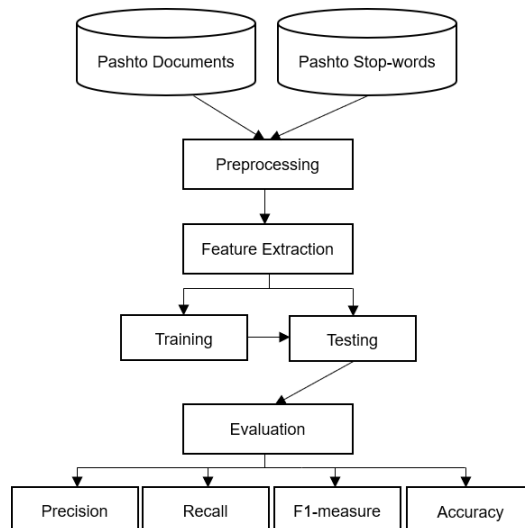 Pashto Documents
Pashto Stop-words
Preprocessing
Feature Extraction
Training
Testing
Evaluation
Precision
Recall
F1-measure
Accuracy